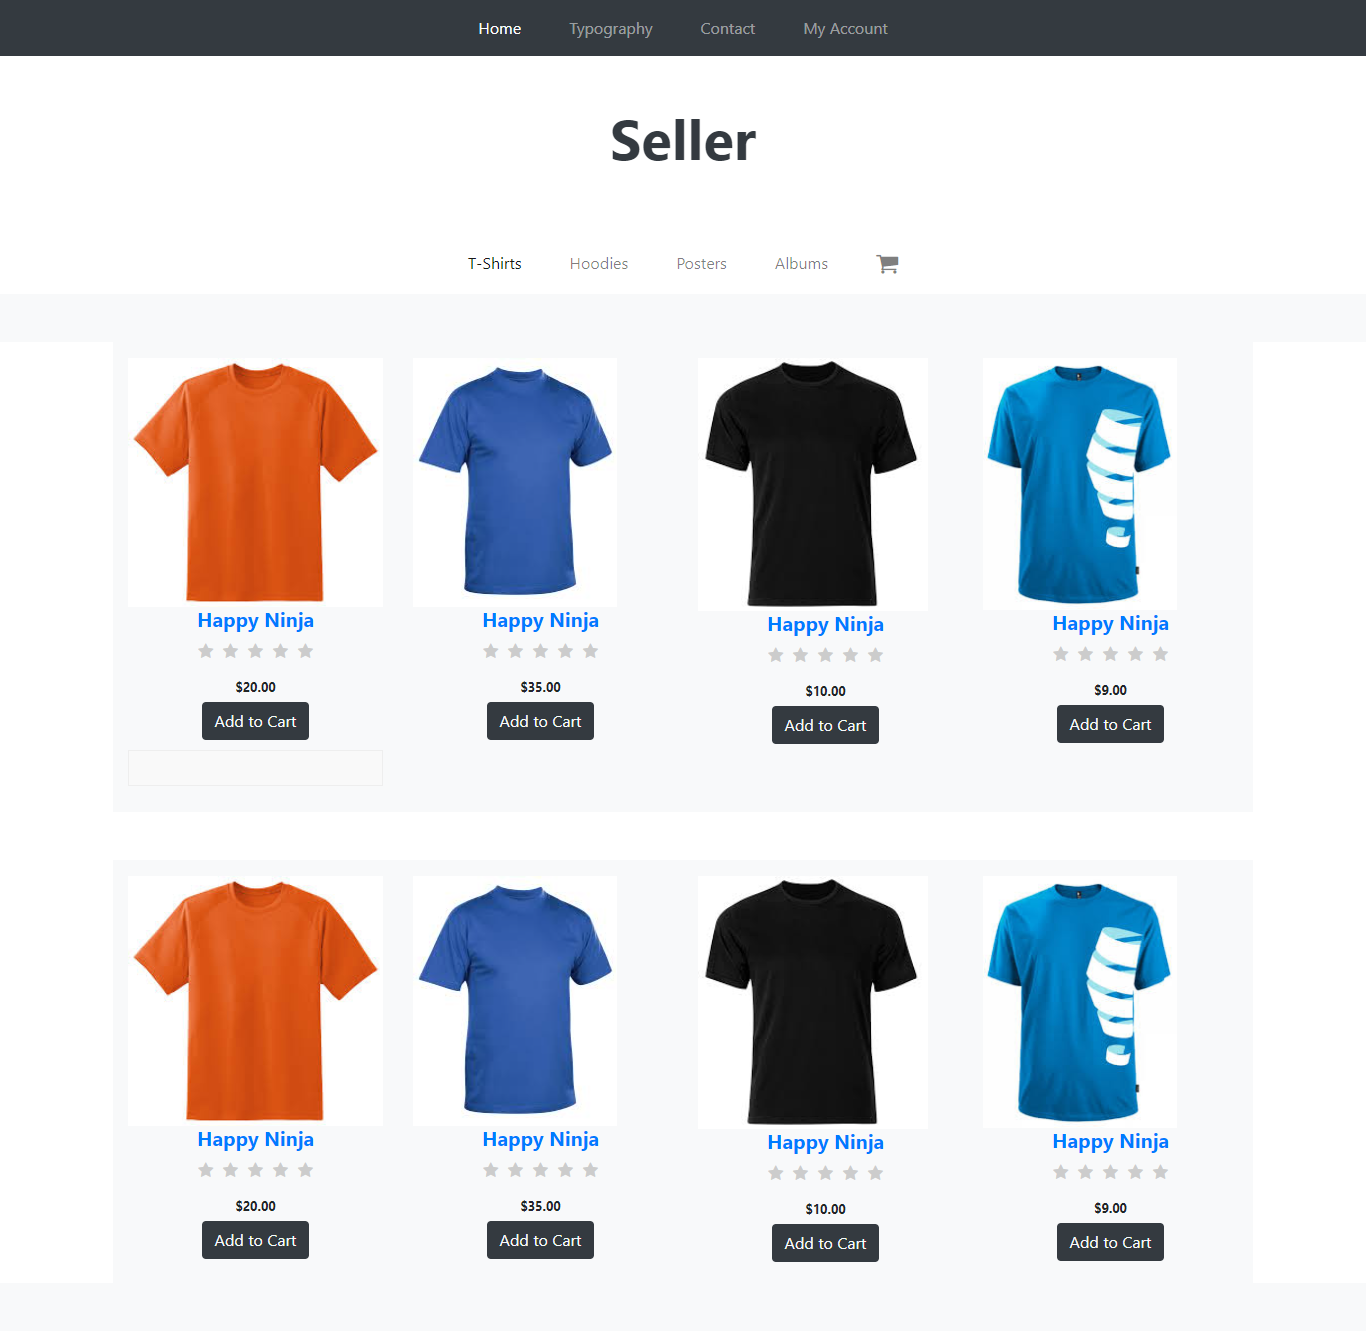 Home Typography Contact My Account
Seller
T-Shirts Hoodies Posters Albums
Happy Ninja Happy Ninja Happy Ninja Happy Ninja
$20.00 $35.00 $10.00 $9.00
Add to Cart Add to Cart Add to Cart Add to Cart
Happy Ninja Happy Ninja Happy Ninja Happy Ninja
$20.00 $35.00 $10.00 $9.00
Add to Cart Add to Cart Add to Cart Add to Cart